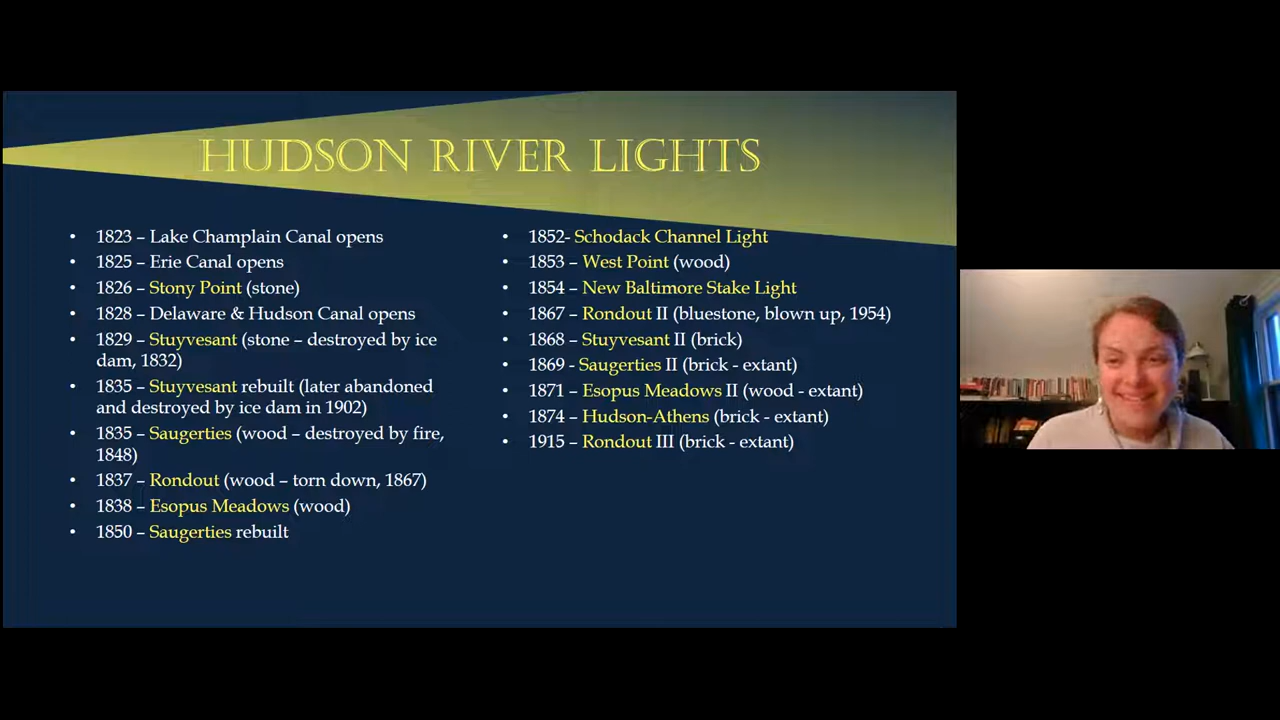 HUDSON RIVER LIGHTS
• 1823 – Lake Champlain Canal opens
• 1825 – Erie Canal opens
• 1826 – Stony Point (stone)
• 1828 – Delaware & Hudson Canal opens
• 1829 – Stuyvesant (stone – destroyed by ice
dam, 1832)
• 1835 – Stuyvesant rebuilt (later abandoned
and destroyed by ice dam in 1902)
• 1835 – Saugerties (wood – destroyed by fire,
1848)
• 1837 – Rondout (wood – torn down, 1867)
• 1838 – Esopus Meadows (wood)
• 1850 – Saugerties rebuilt
• 1852- Schodack Channel Light
• 1853 – West Point (wood)
• 1854 – New Baltimore Stake Light
• 1867 – Rondout II (bluestone, blown up, 1954)
• 1868 – Stuyvesant II (brick)
• 1869 - Saugerties II (brick - extant)
• 1871 – Esopus Meadows II (wood - extant)
• 1874 – Hudson-Athens (brick - extant)
• 1915 – Rondout III (brick - extant)